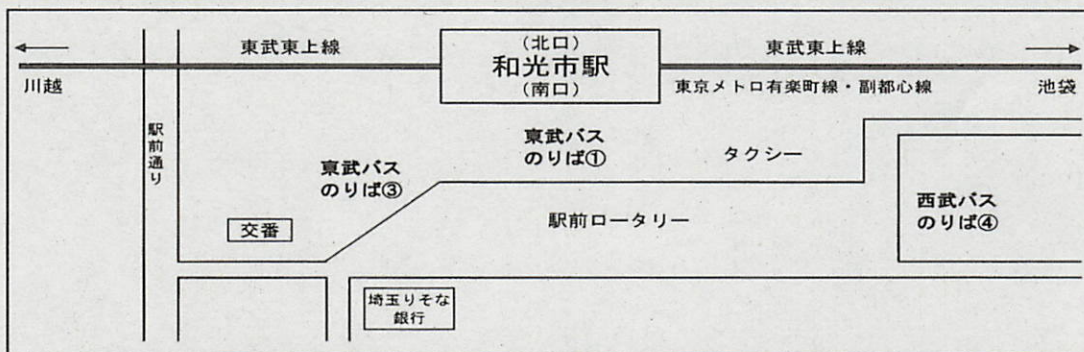 東武東上線
(北口)
和光市駅
(南口)
東武東上線
川越
東京メトロ有楽町線・副都心線
池袋
駅前通り
東武バス
のりば③
東武バス
のりば①
タクシー
西武バス
のりば④
交番
駅前ロータリー
埼玉りそな
銀行